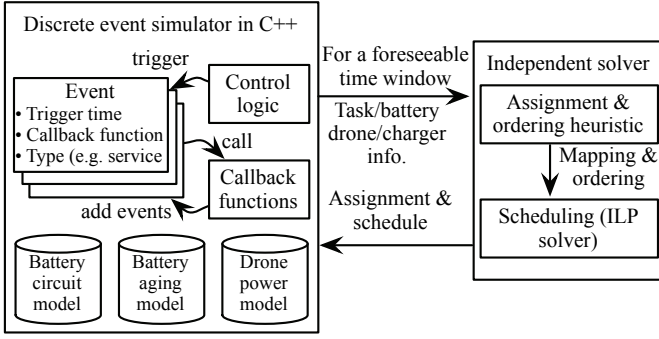 Discrete event simulator in C++
trigger
Event
• Trigger time
• Callback function
• Type (e.g. service
Control
logic
call
Callback
functions
add events
Battery
circuit
model
Battery
aging
model
Drone
power
model
For a foreseeable
time window
Task/battery
drone/charger
info.
Assignment &
schedule
Independent solver
Assignment &
ordering heuristic
Mapping &
ordering
Scheduling (ILP
solver)